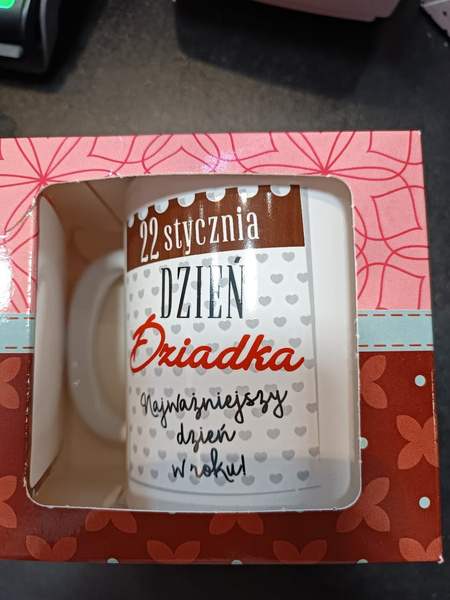 22 stycznia
DZIEŃ
Dziadka
Najważniejszy
dzień
w roku!